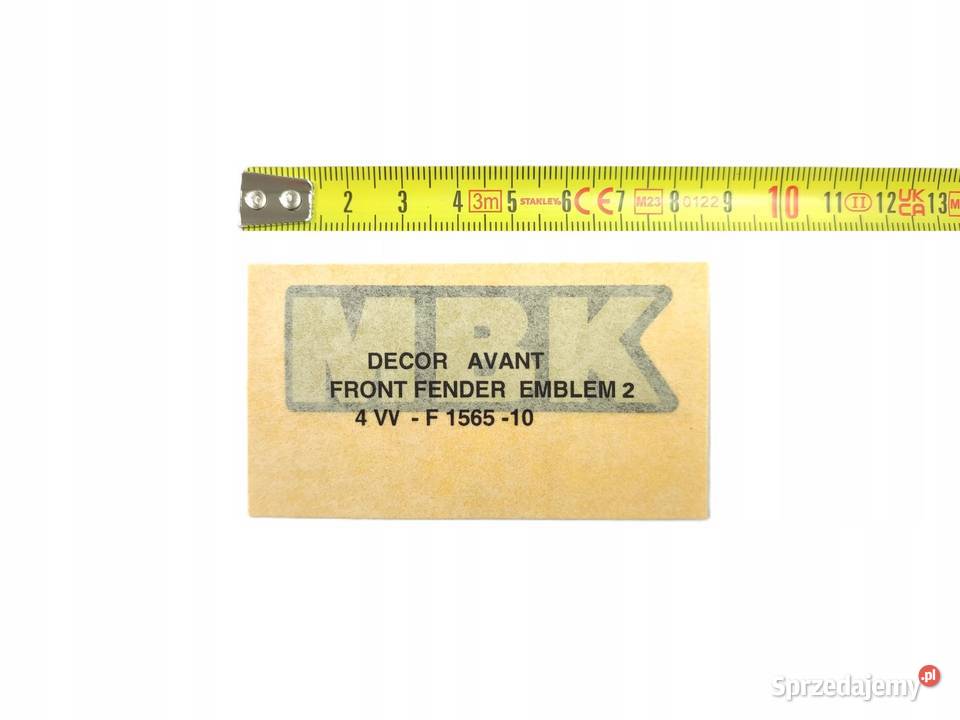 2 3 4 3m 5 STANLEY 6 CE 7 M23 8 0122 9 10 11 II 12 UK CA 13 M
MBK
DECOR AVANT
FRONT FENDER EMBLEM 2
4 VV - F 1565 -10
Sprzedajemy.pl